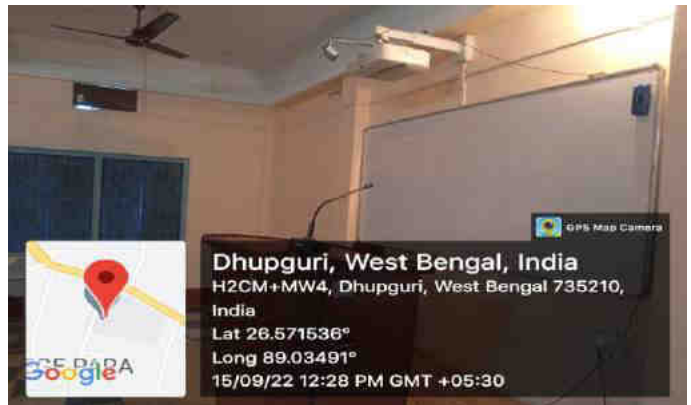 GPS Map Camera
Dhupguri, West Bengal, India
H2CM+MW4, Dhupguri, West Bengal 735210,
India
Lat 26.571536°
Long 89.03491°
15/09/22 12:28 PM GMT +05:30
PARA
Google